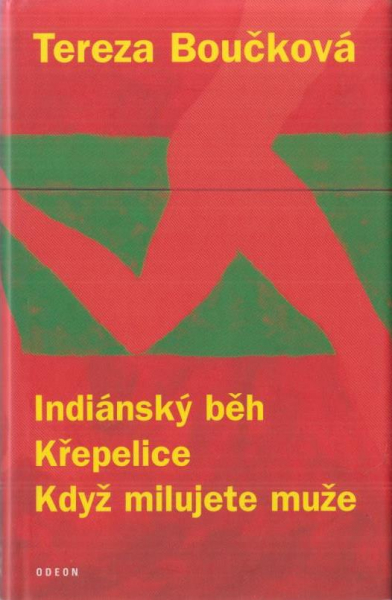 Tereza Boučková
Indiánský běh
Křepelice
Když milujete muže
ODEON